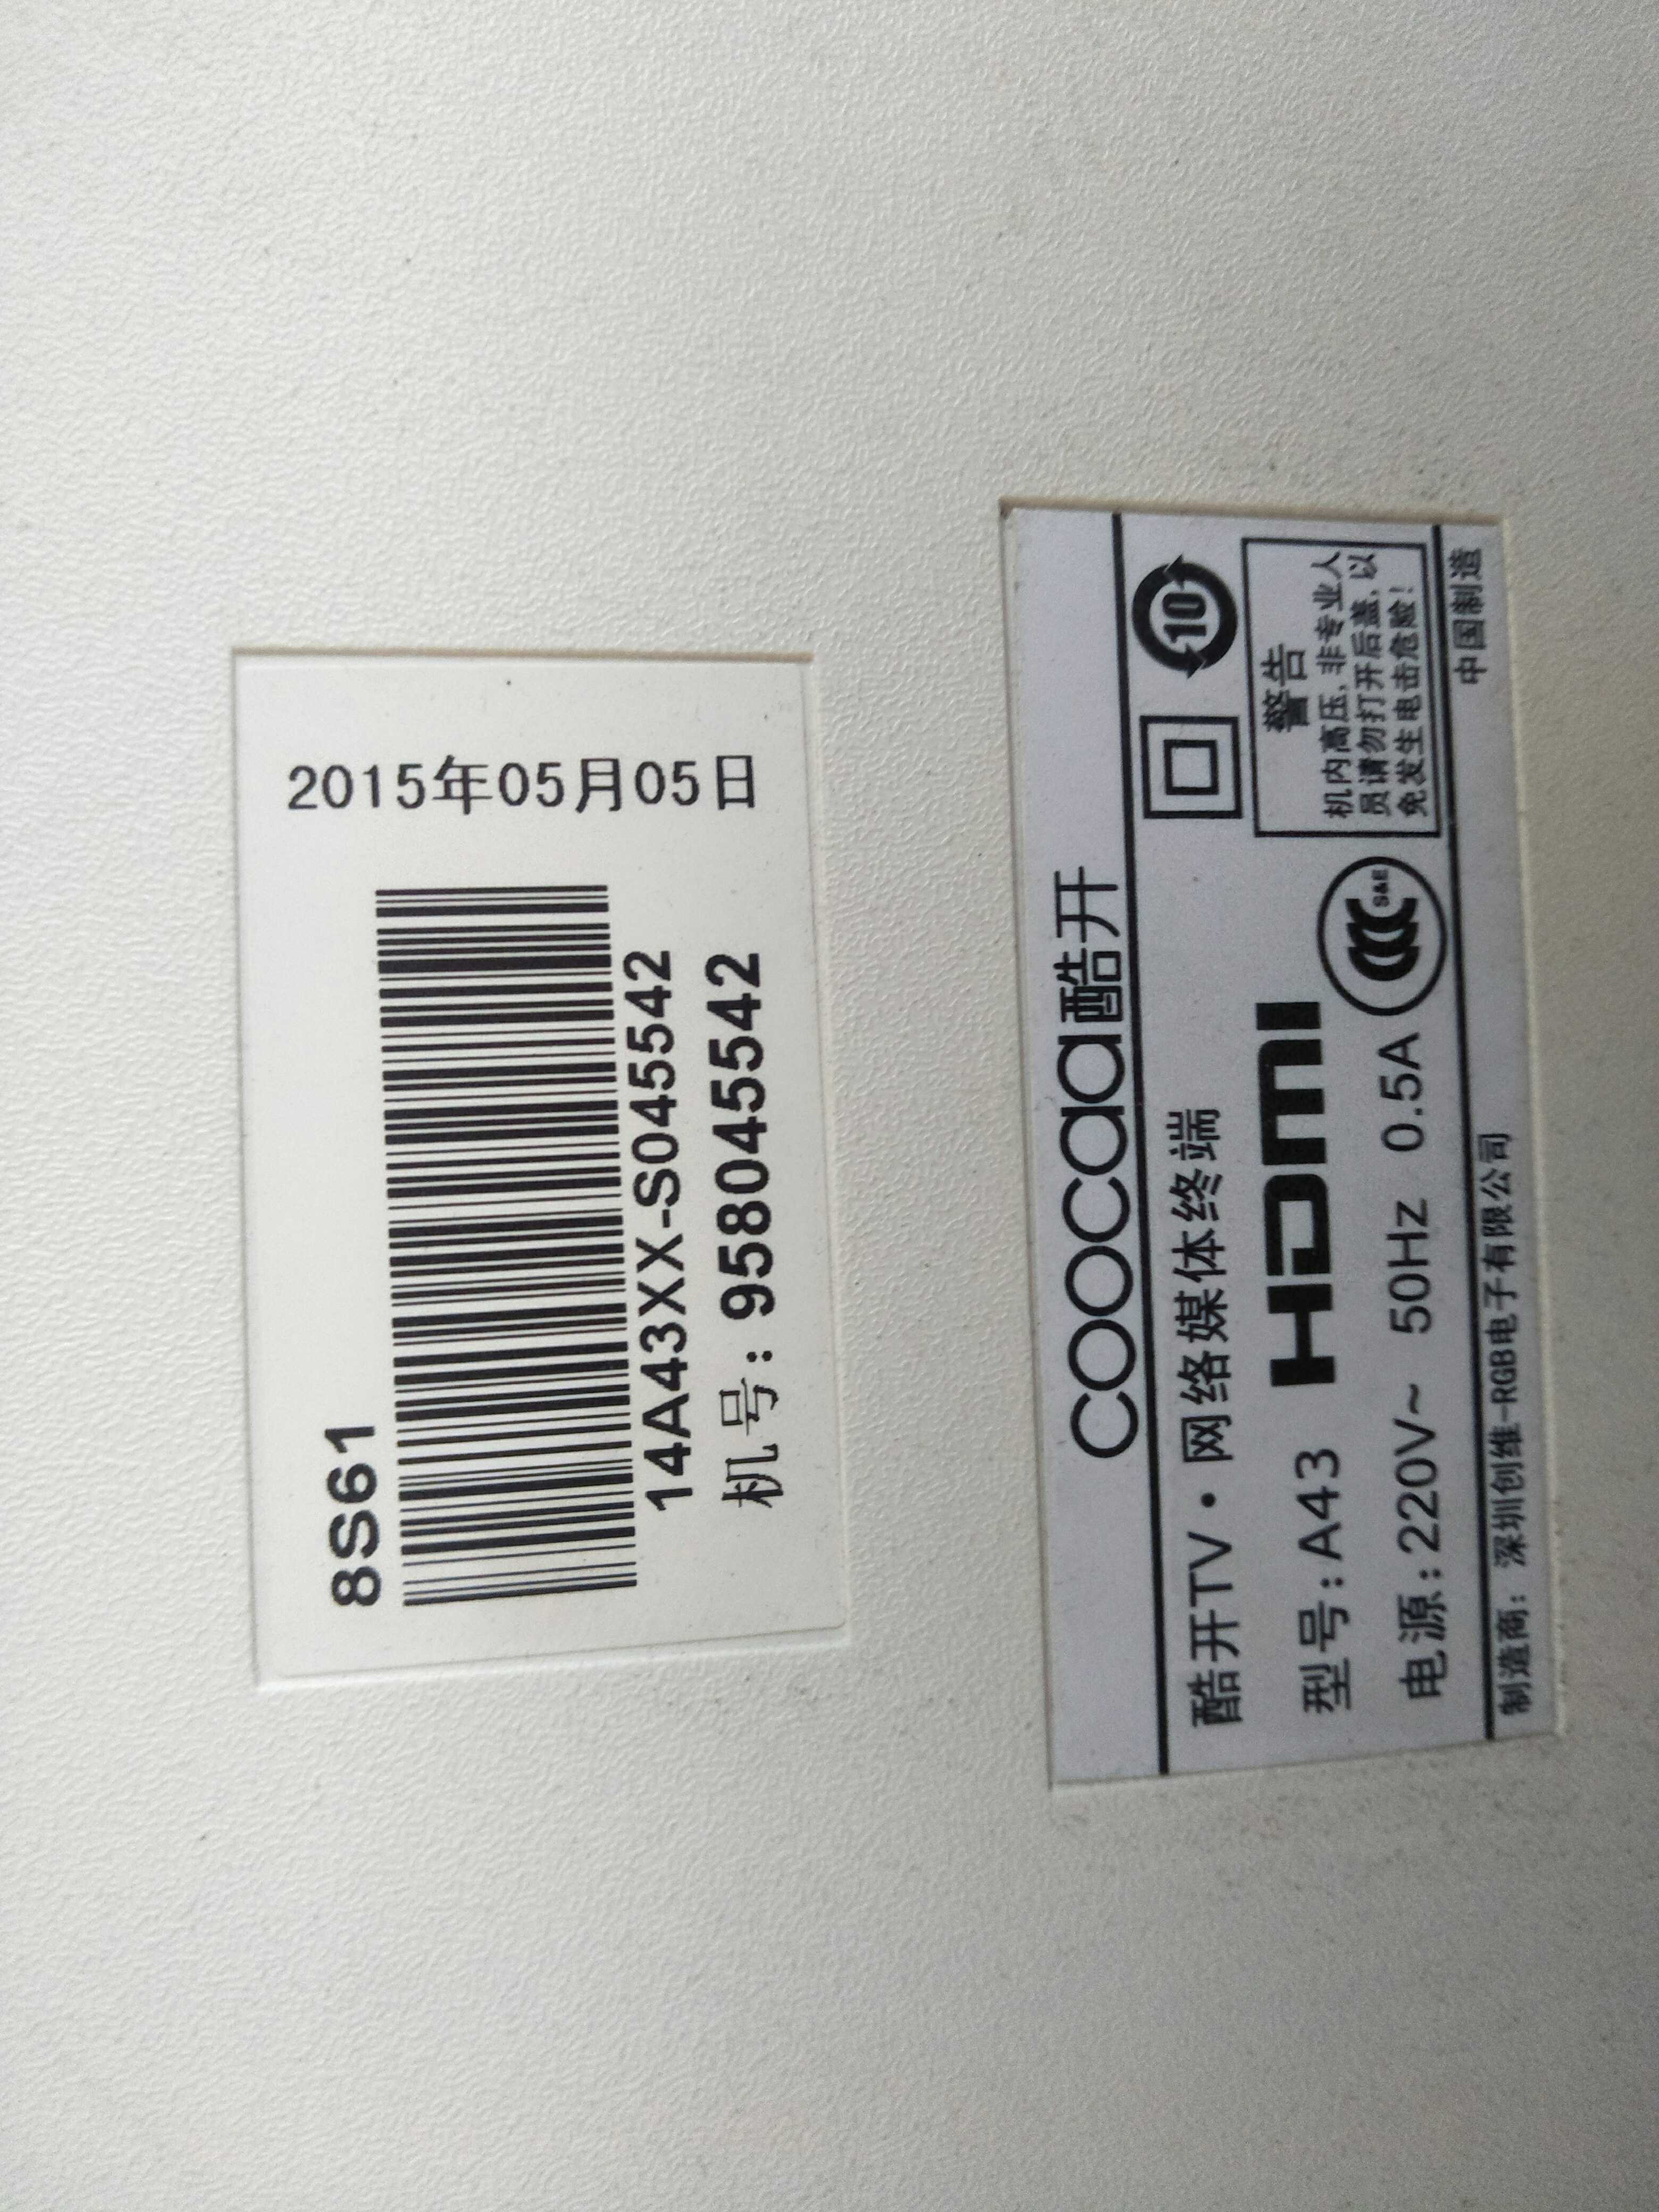 8S61
2015年05月05日
14A43XX-S045542
机号: 958045542
coocaa酷开
酷开TV·网络媒体终端
10
型号:A43 HDMI
警告
机内高压,非专业人
员请勿打开后盖,以
免发生电击危险!
电源:220V~ 50Hz 0.5A
CCC S&E
制造商: 深圳创维-RGB电子有限公司
中国制造